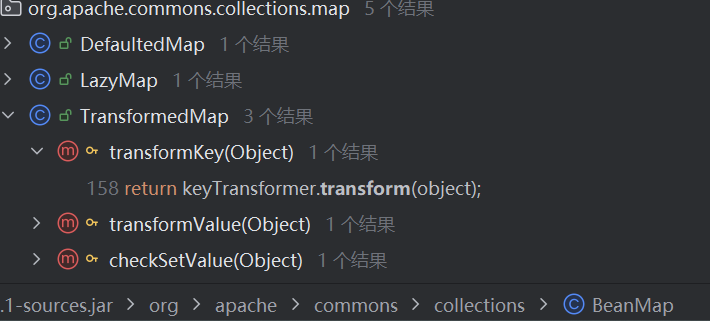 org.apache.commons.collections.map 5 个结果
DefaultedMap 1 个结果
LazyMap 1 个结果
TransformedMap 3 个结果
transformKey(Object) 1 个结果
158 return keyTransformer.transform(object);
transformValue(Object) 1 个结果
checkSetValue(Object) 1 个结果
.1-sources.jar > org > apache > commons > collections > BeanMap